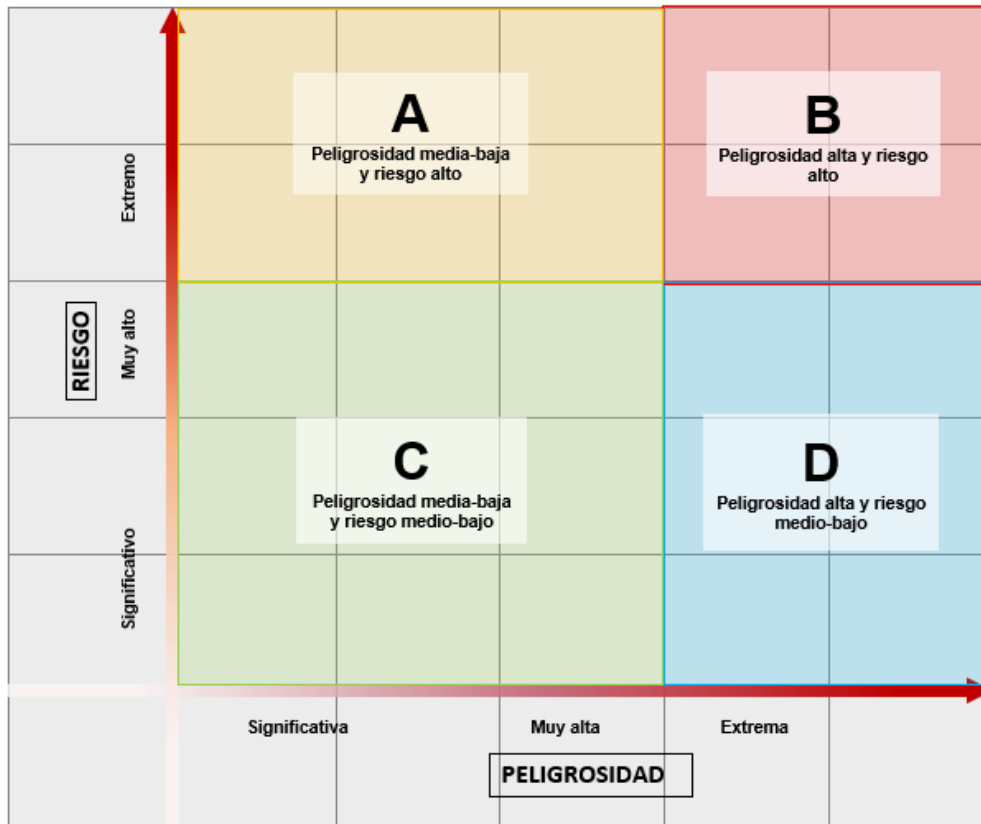 A
Peligrosidad media-baja
y riesgo alto
B
Peligrosidad alta y riesgo
alto
Extremo
RIESGO
Muy alto
C
Peligrosidad media-baja
y riesgo medio-bajo
D
Peligrosidad alta y riesgo
medio-bajo
Significativo
Significativa
Muy alta
Extrema
PELIGROSIDAD